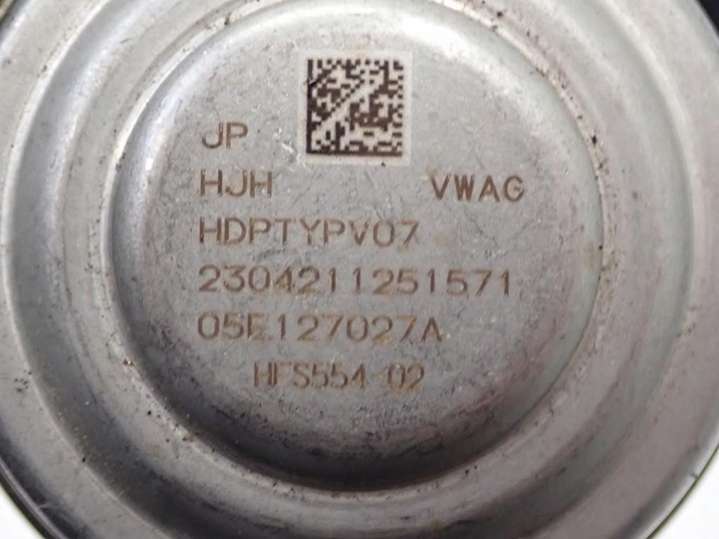 JP
HJH VWAG
HDPTYPV07
2304211251571
05E127027A
HFS554-02